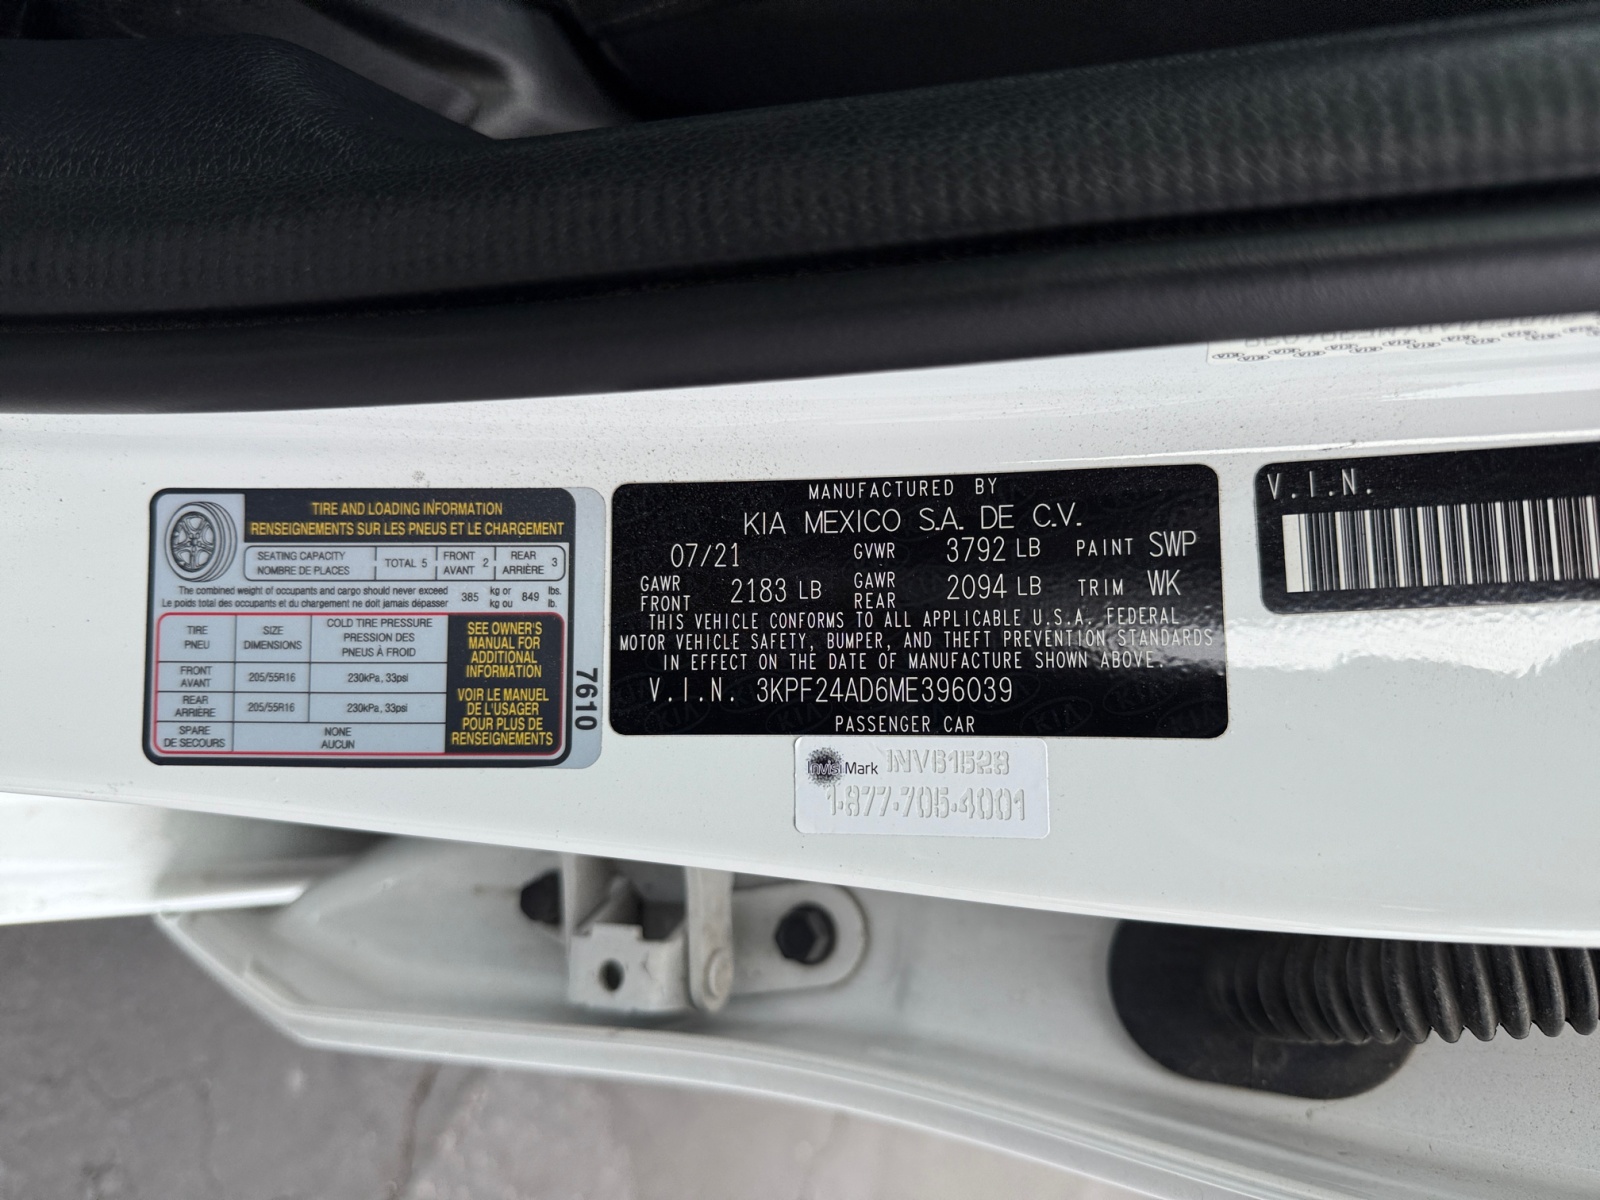 TIRE AND LOADING INFORMATION
RENSEIGNEMENTS SUR LES PNEUS ET LE CHARGEMENT
SEATING CAPACITY
NOMBRE DE PLACES
TOTAL 5
FRONT
AVANT 2
REAR
ARRIÈRE 3
The combined weight of occupants and cargo should never exceed 385 kg or 849 lbs.
Le poids total des occupants et du chargement ne doit jamais dépasser kg ou lb.
TIRE
PNEU
SIZE
DIMENSIONS
COLD TIRE PRESSURE
PRESSION DES
PNEUS À FROID
FRONT
AVANT
205/55R16
230kPa, 33psi
REAR
ARRIÈRE
205/55R16
230kPa, 33psi
SPARE
DE SECOURS
NONE
AUCUN
SEE OWNER'S
MANUAL FOR
ADDITIONAL
INFORMATION
VOIR LE MANUEL
DE L'USAGER
POUR PLUS DE
RENSEIGNEMENTS
7610
MANUFACTURED BY
KIA MEXICO S.A. DE C.V.
07/21 GVWR 3792 LB PAINT SWP
GAWR FRONT 2183 LB GAWR REAR 2094 LB TRIM WK
THIS VEHICLE CONFORMS TO ALL APPLICABLE U.S.A. FEDERAL
MOTOR VEHICLE SAFETY, BUMPER, AND THEFT PREVENTION STANDARDS
IN EFFECT ON THE DATE OF MANUFACTURE SHOWN ABOVE.
V.I.N. 3KPF24AD6ME396039
PASSENGER CAR
InvisiMark INV61523
1-877-705-4001
V.I.N.